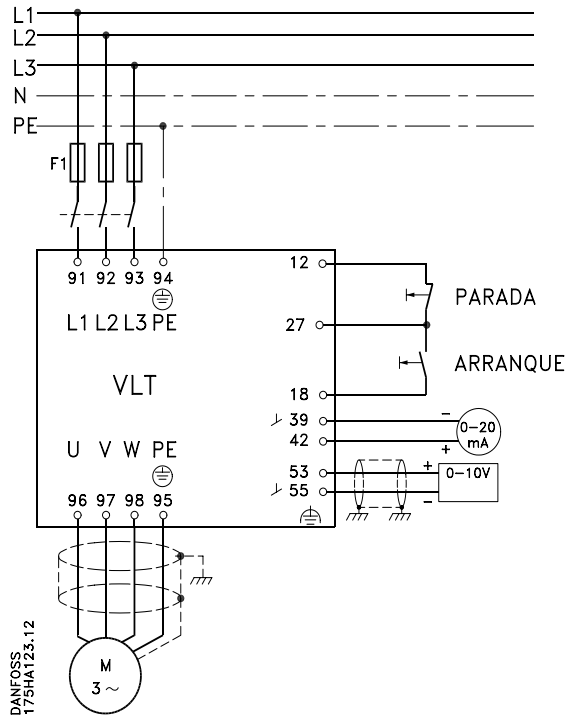 L1
L2
L3
N
PE
F1
91 92 93 94
L1 L2 L3 PE
VLT
U V W PE
96 97 98 95
12
27
18
39
42
53
55
PARADA
ARRANQUE
−
0-20
mA
+
+
0-10V
−
M
3 ~
DANFOSS
175HA123.12